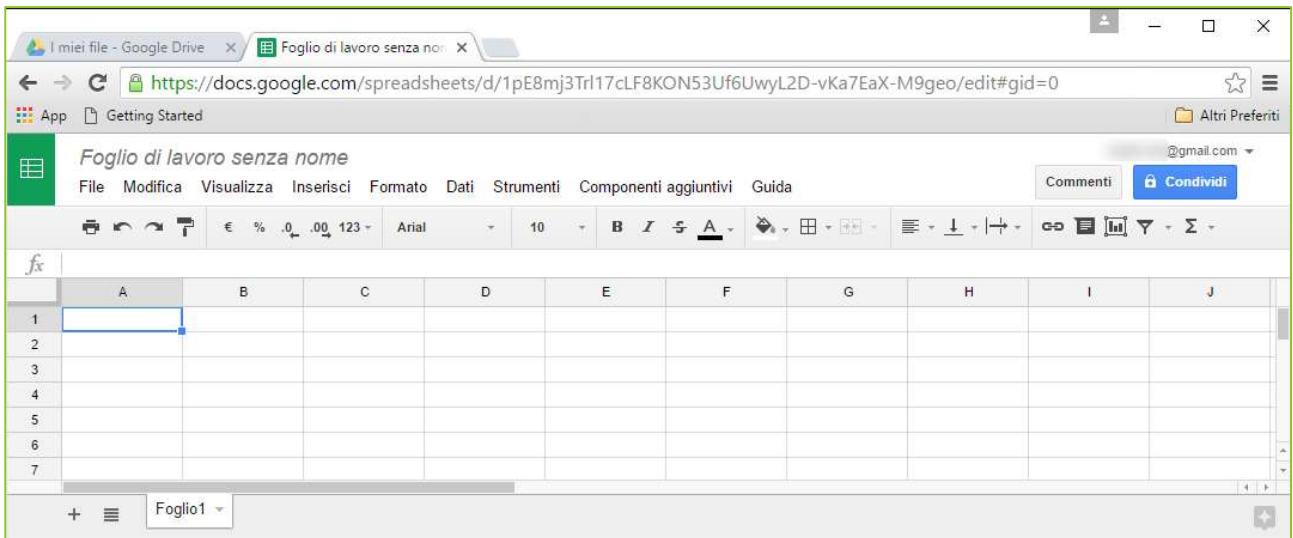 I miei file - Google Drive
Foglio di lavoro senza non
https://docs.google.com/spreadsheets/d/1pE8mj3Trl17cLF8KON53Uf6UwyL2D-vKa7EaX-M9geo/edit#gid=0
App Getting Started Altri Preferiti
Foglio di lavoro senza nome
@gmail.com
File Modifica Visualizza Inserisci Formato Dati Strumenti Componenti aggiuntivi Guida
Commenti Condividi
€ % .0 .00 123 Arial 10 B I S A Σ
fx
A B C D E F G H I J
1
2
3
4
5
6
7
+ Foglio1